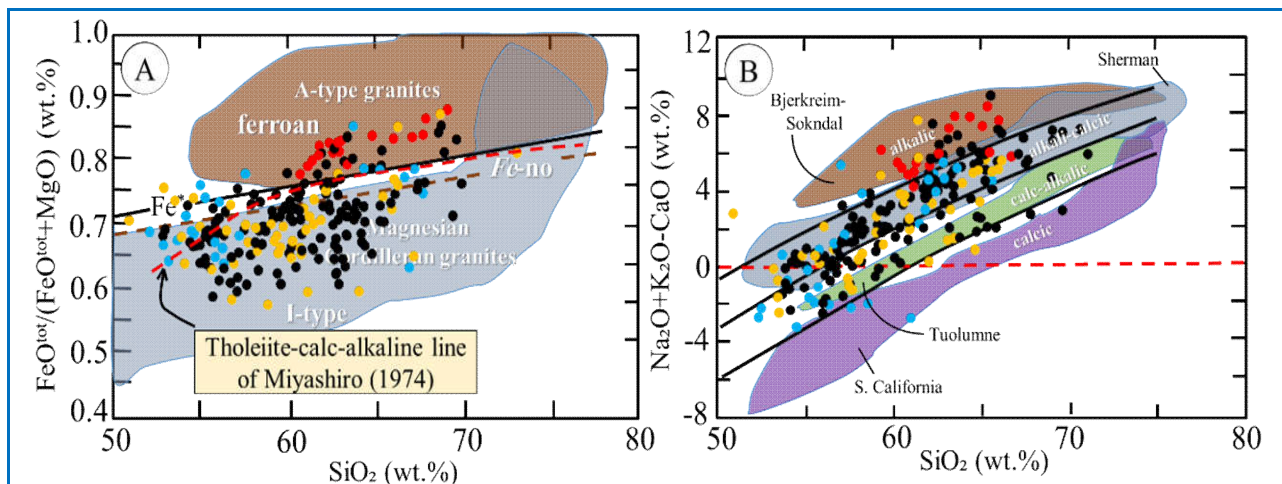 A
A-type granites
ferroan
Fe*
Fe-no
Magnesian
Cordilleran granites
I-type
Tholeiite-calc-alkaline line
of Miyashiro (1974)
FeOᵗᵒᵗ/(FeOᵗᵒᵗ+MgO) (wt.%)
1.0
0.9
0.8
0.7
0.6
0.5
0.4
50
60
70
80
SiO₂ (wt.%)
B
Sherman
Bjerkreim-
Sokndal
alkalic
alkali-calcic
calc-alkalic
calcic
Tuolumne
S. California
Na₂O+K₂O-CaO (wt.%)
12
8
4
0
-4
-8
50
60
70
80
SiO₂ (wt.%)